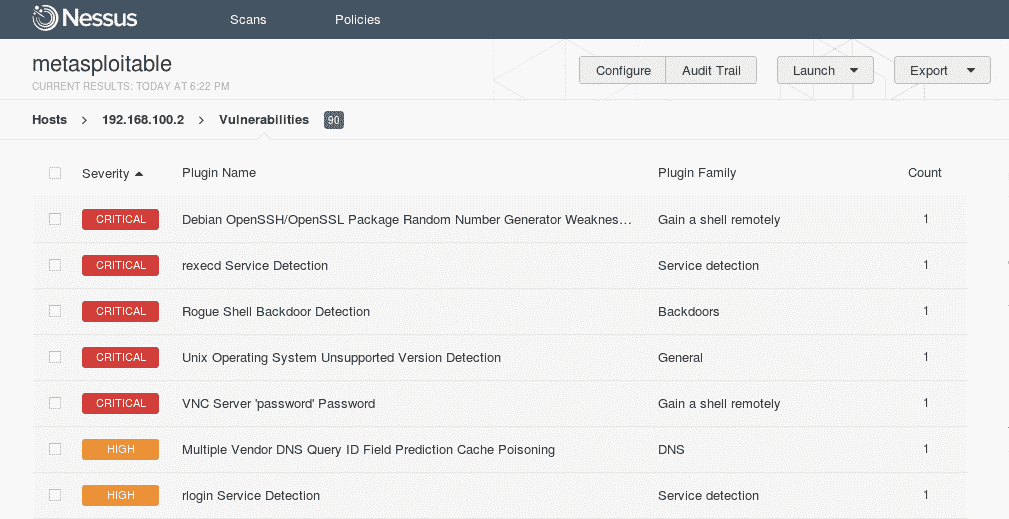 Nessus Scans Policies
metasploitable
CURRENT RESULTS: TODAY AT 6:22 PM
Configure Audit Trail Launch Export
Hosts > 192.168.100.2 > Vulnerabilities 90
Severity Plugin Name Plugin Family Count
CRITICAL Debian OpenSSH/OpenSSL Package Random Number Generator Weaknes… Gain a shell remotely 1
CRITICAL rexecd Service Detection Service detection 1
CRITICAL Rogue Shell Backdoor Detection Backdoors 1
CRITICAL Unix Operating System Unsupported Version Detection General 1
CRITICAL VNC Server 'password' Password Gain a shell remotely 1
HIGH Multiple Vendor DNS Query ID Field Prediction Cache Poisoning DNS 1
HIGH rlogin Service Detection Service detection 1